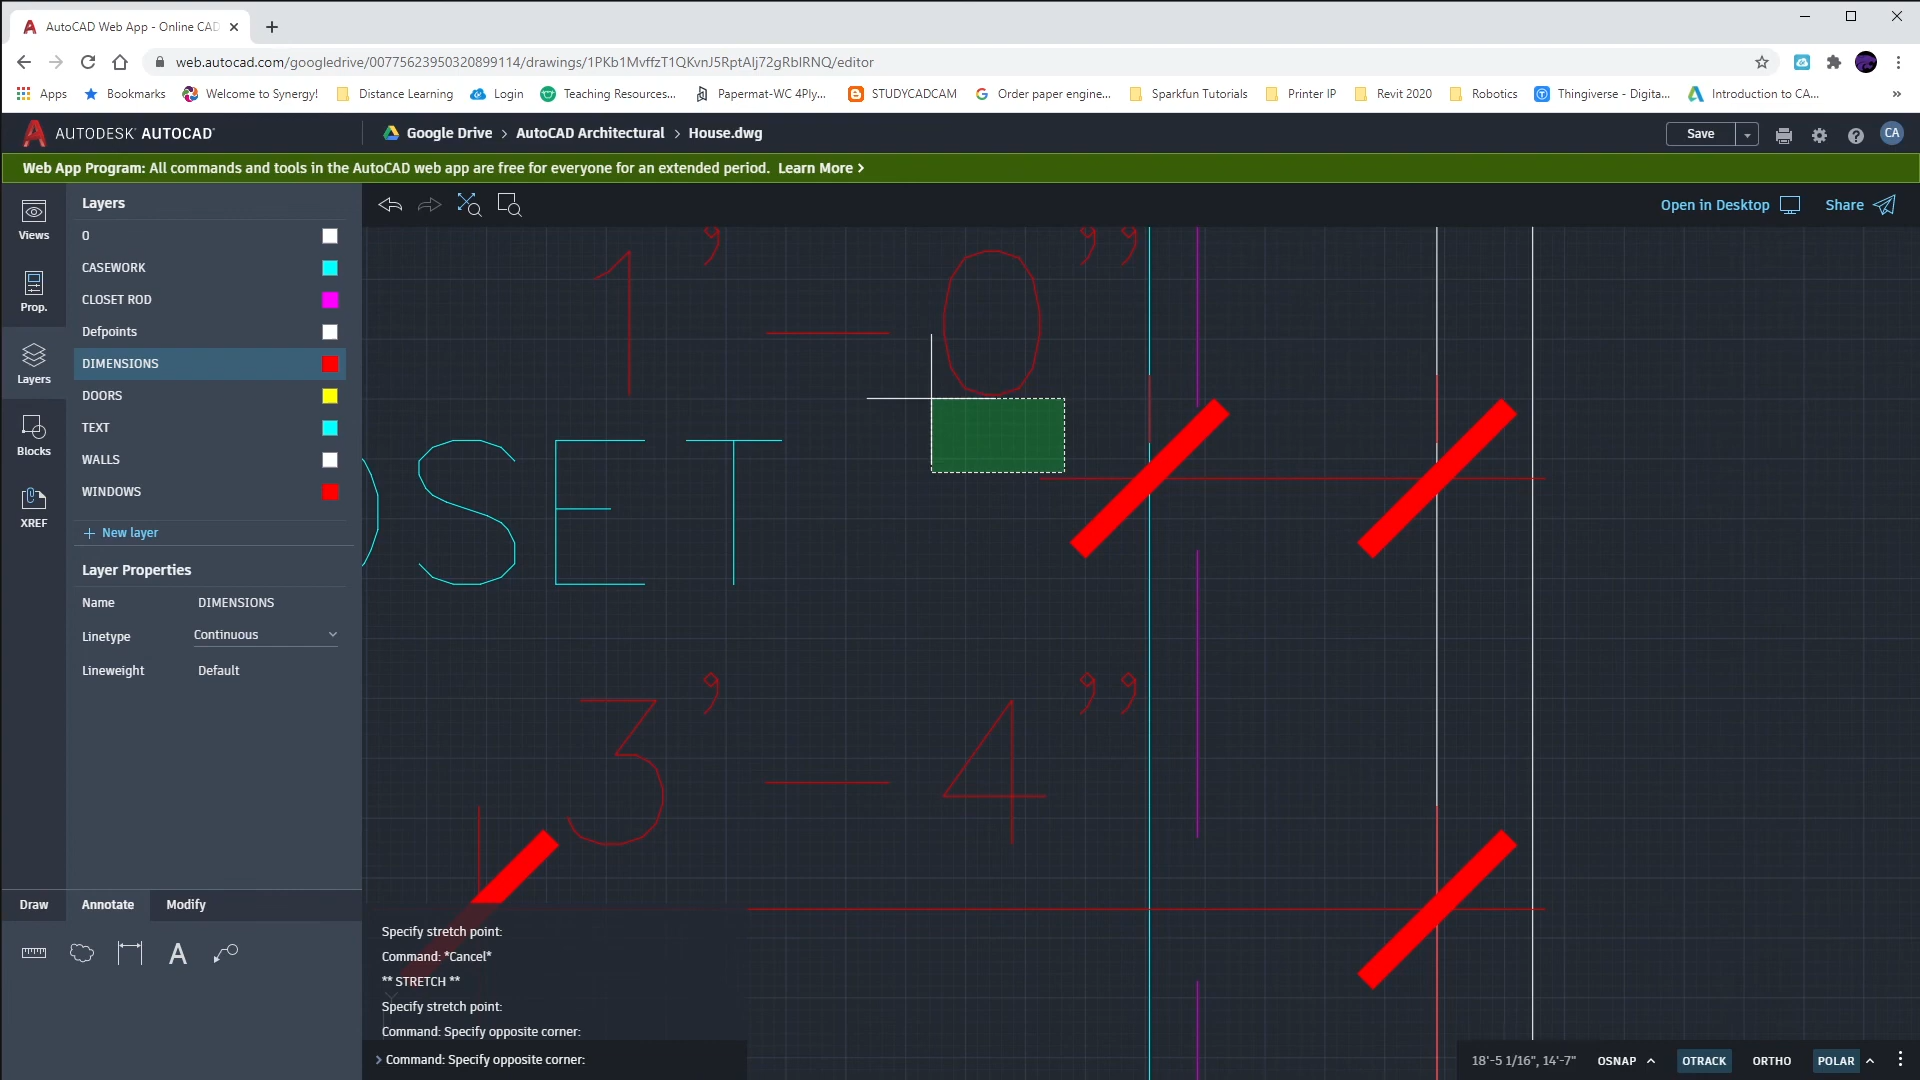 AutoCAD Web App - Online CAD
web.autocad.com/googledrive/00775623950320899114/drawings/1PKb1MvffzT1QKvnJ5RptAlj72gRblRNQ/editor
Apps Bookmarks Welcome to Synergy! Distance Learning Login Teaching Resources... Papermat-WC 4Ply... STUDYCADCAM Order paper engine... Sparkfun Tutorials Printer IP Revit 2020 Robotics Thingiverse - Digita... Introduction to CA... »
AUTODESK® AUTOCAD® Google Drive > AutoCAD Architectural > House.dwg Save CA
Web App Program: All commands and tools in the AutoCAD web app are free for everyone for an extended period. Learn More >
Views
Prop.
Layers
Blocks
XREF
Layers
0
CASEWORK
CLOSET ROD
Defpoints
DIMENSIONS
DOORS
TEXT
WALLS
WINDOWS
+ New layer
Layer Properties
Name DIMENSIONS
Linetype Continuous
Lineweight Default
Draw Annotate Modify
A
Open in Desktop Share
1'-0"
OSET
3'-4"
Specify stretch point:
Command: *Cancel*
** STRETCH **
Specify stretch point:
Command: Specify opposite corner:
> Command: Specify opposite corner:
18'-5 1/16", 14'-7" OSNAP OTRACK ORTHO POLAR